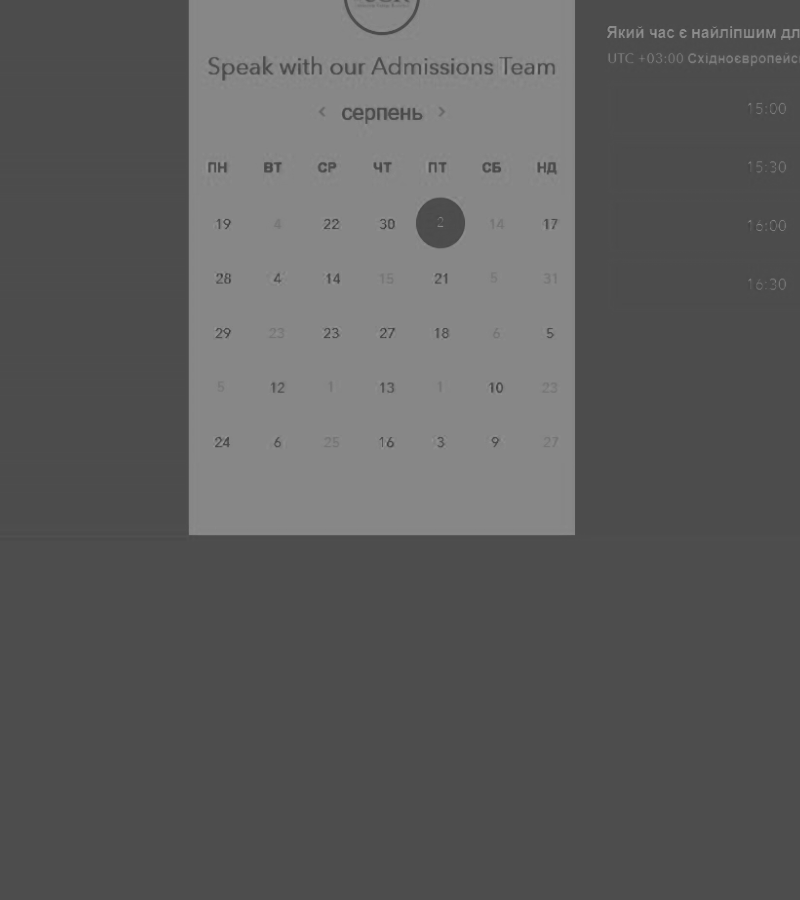 Speak with our Admissions Team
< серпень >
ПН ВТ СР ЧТ ПТ СБ НД
19 4 22 30 2 14 17
28 4 14 15 21 5 31
29 23 23 27 18 6 5
5 12 1 13 1 10 23
24 6 25 16 3 9 27
Який час є найліпшим
UTC +03:00
15:00
15:30
16:00
16:30